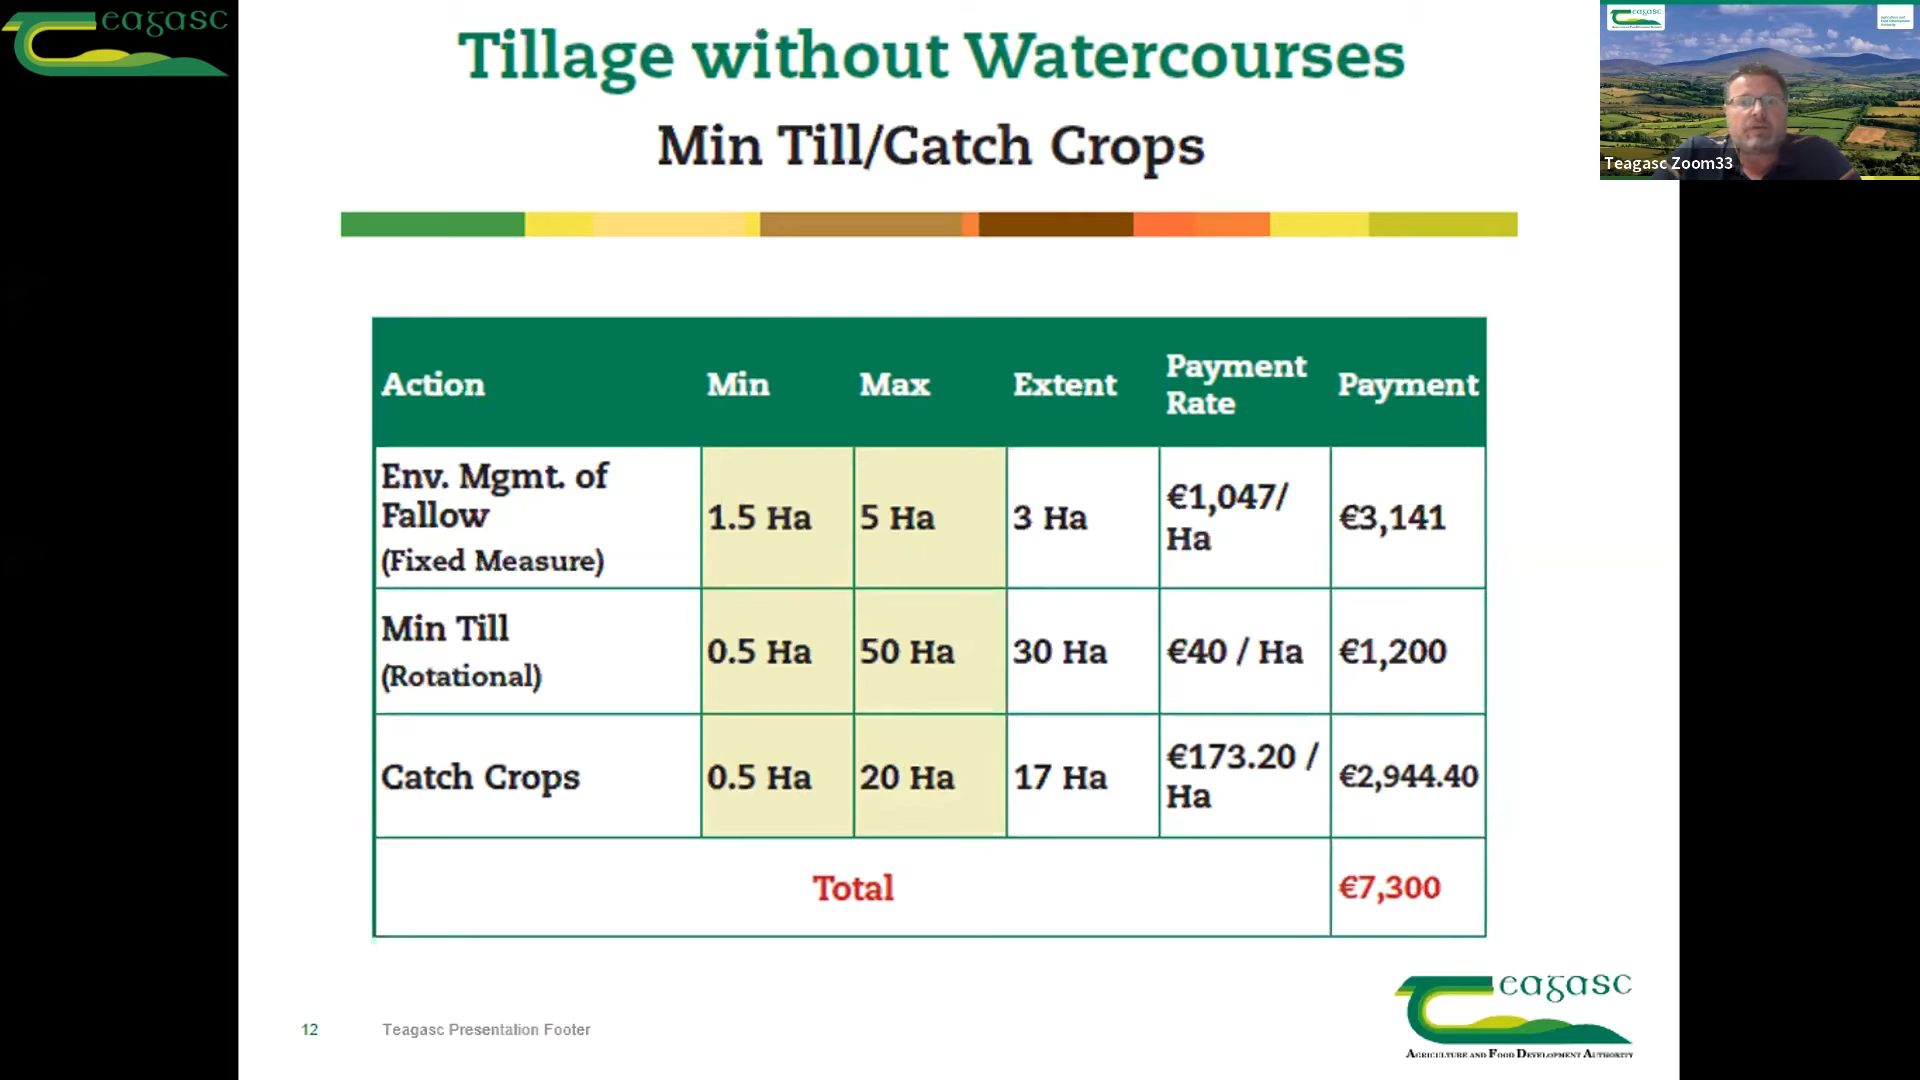 eagasc
Tillage without Watercourses
Min Till/Catch Crops
eagasc
Teagasc Zoom33
Action Min Max Extent Payment Rate Payment
Env. Mgmt. of Fallow (Fixed Measure) 1.5 Ha 5 Ha 3 Ha €1,047/ Ha €3,141
Min Till (Rotational) 0.5 Ha 50 Ha 30 Ha €40 / Ha €1,200
Catch Crops 0.5 Ha 20 Ha 17 Ha €173.20 / Ha €2,944.40
Total €7,300
12 Teagasc Presentation Footer
eagasc
AGRICULTURE AND FOOD DEVELOPMENT AUTHORITY